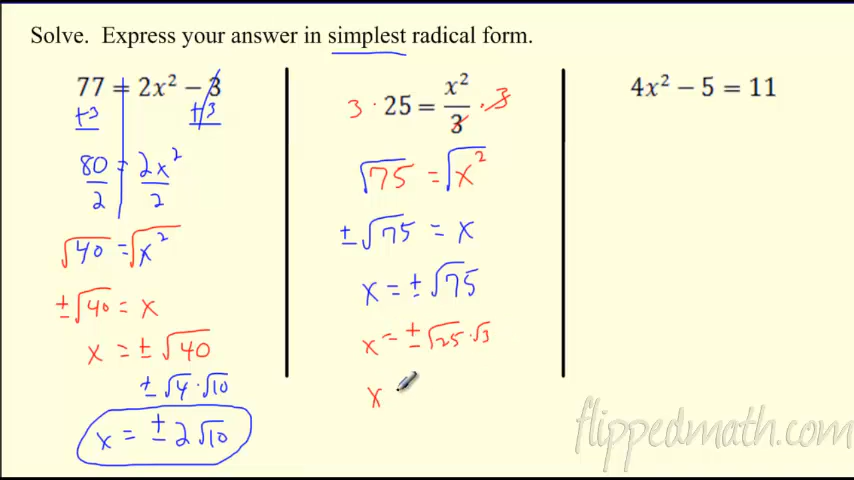 Solve. Express your answer in simplest radical form.
77 = 2x² − 3
+3 +3
80/2 = 2x²/2
√40 = √x²
±√40 = x
x = ±√40
±√4 · √10
x = ±2√10
3 · 25 = x²/3 · 3
√75 = √x²
±√75 = x
x = ±√75
x = ±√25 · √3
x
4x² − 5 = 11
flippedmath.com